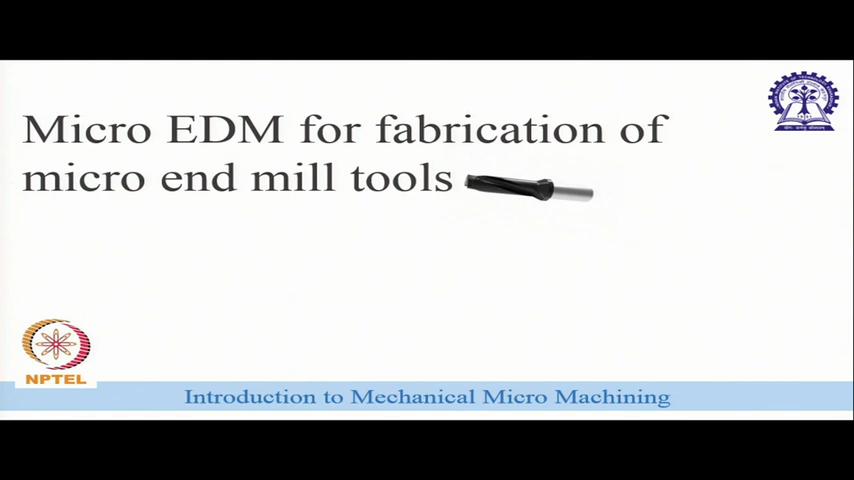 Micro EDM for fabrication of
micro end mill tools
NPTEL
Introduction to Mechanical Micro Machining